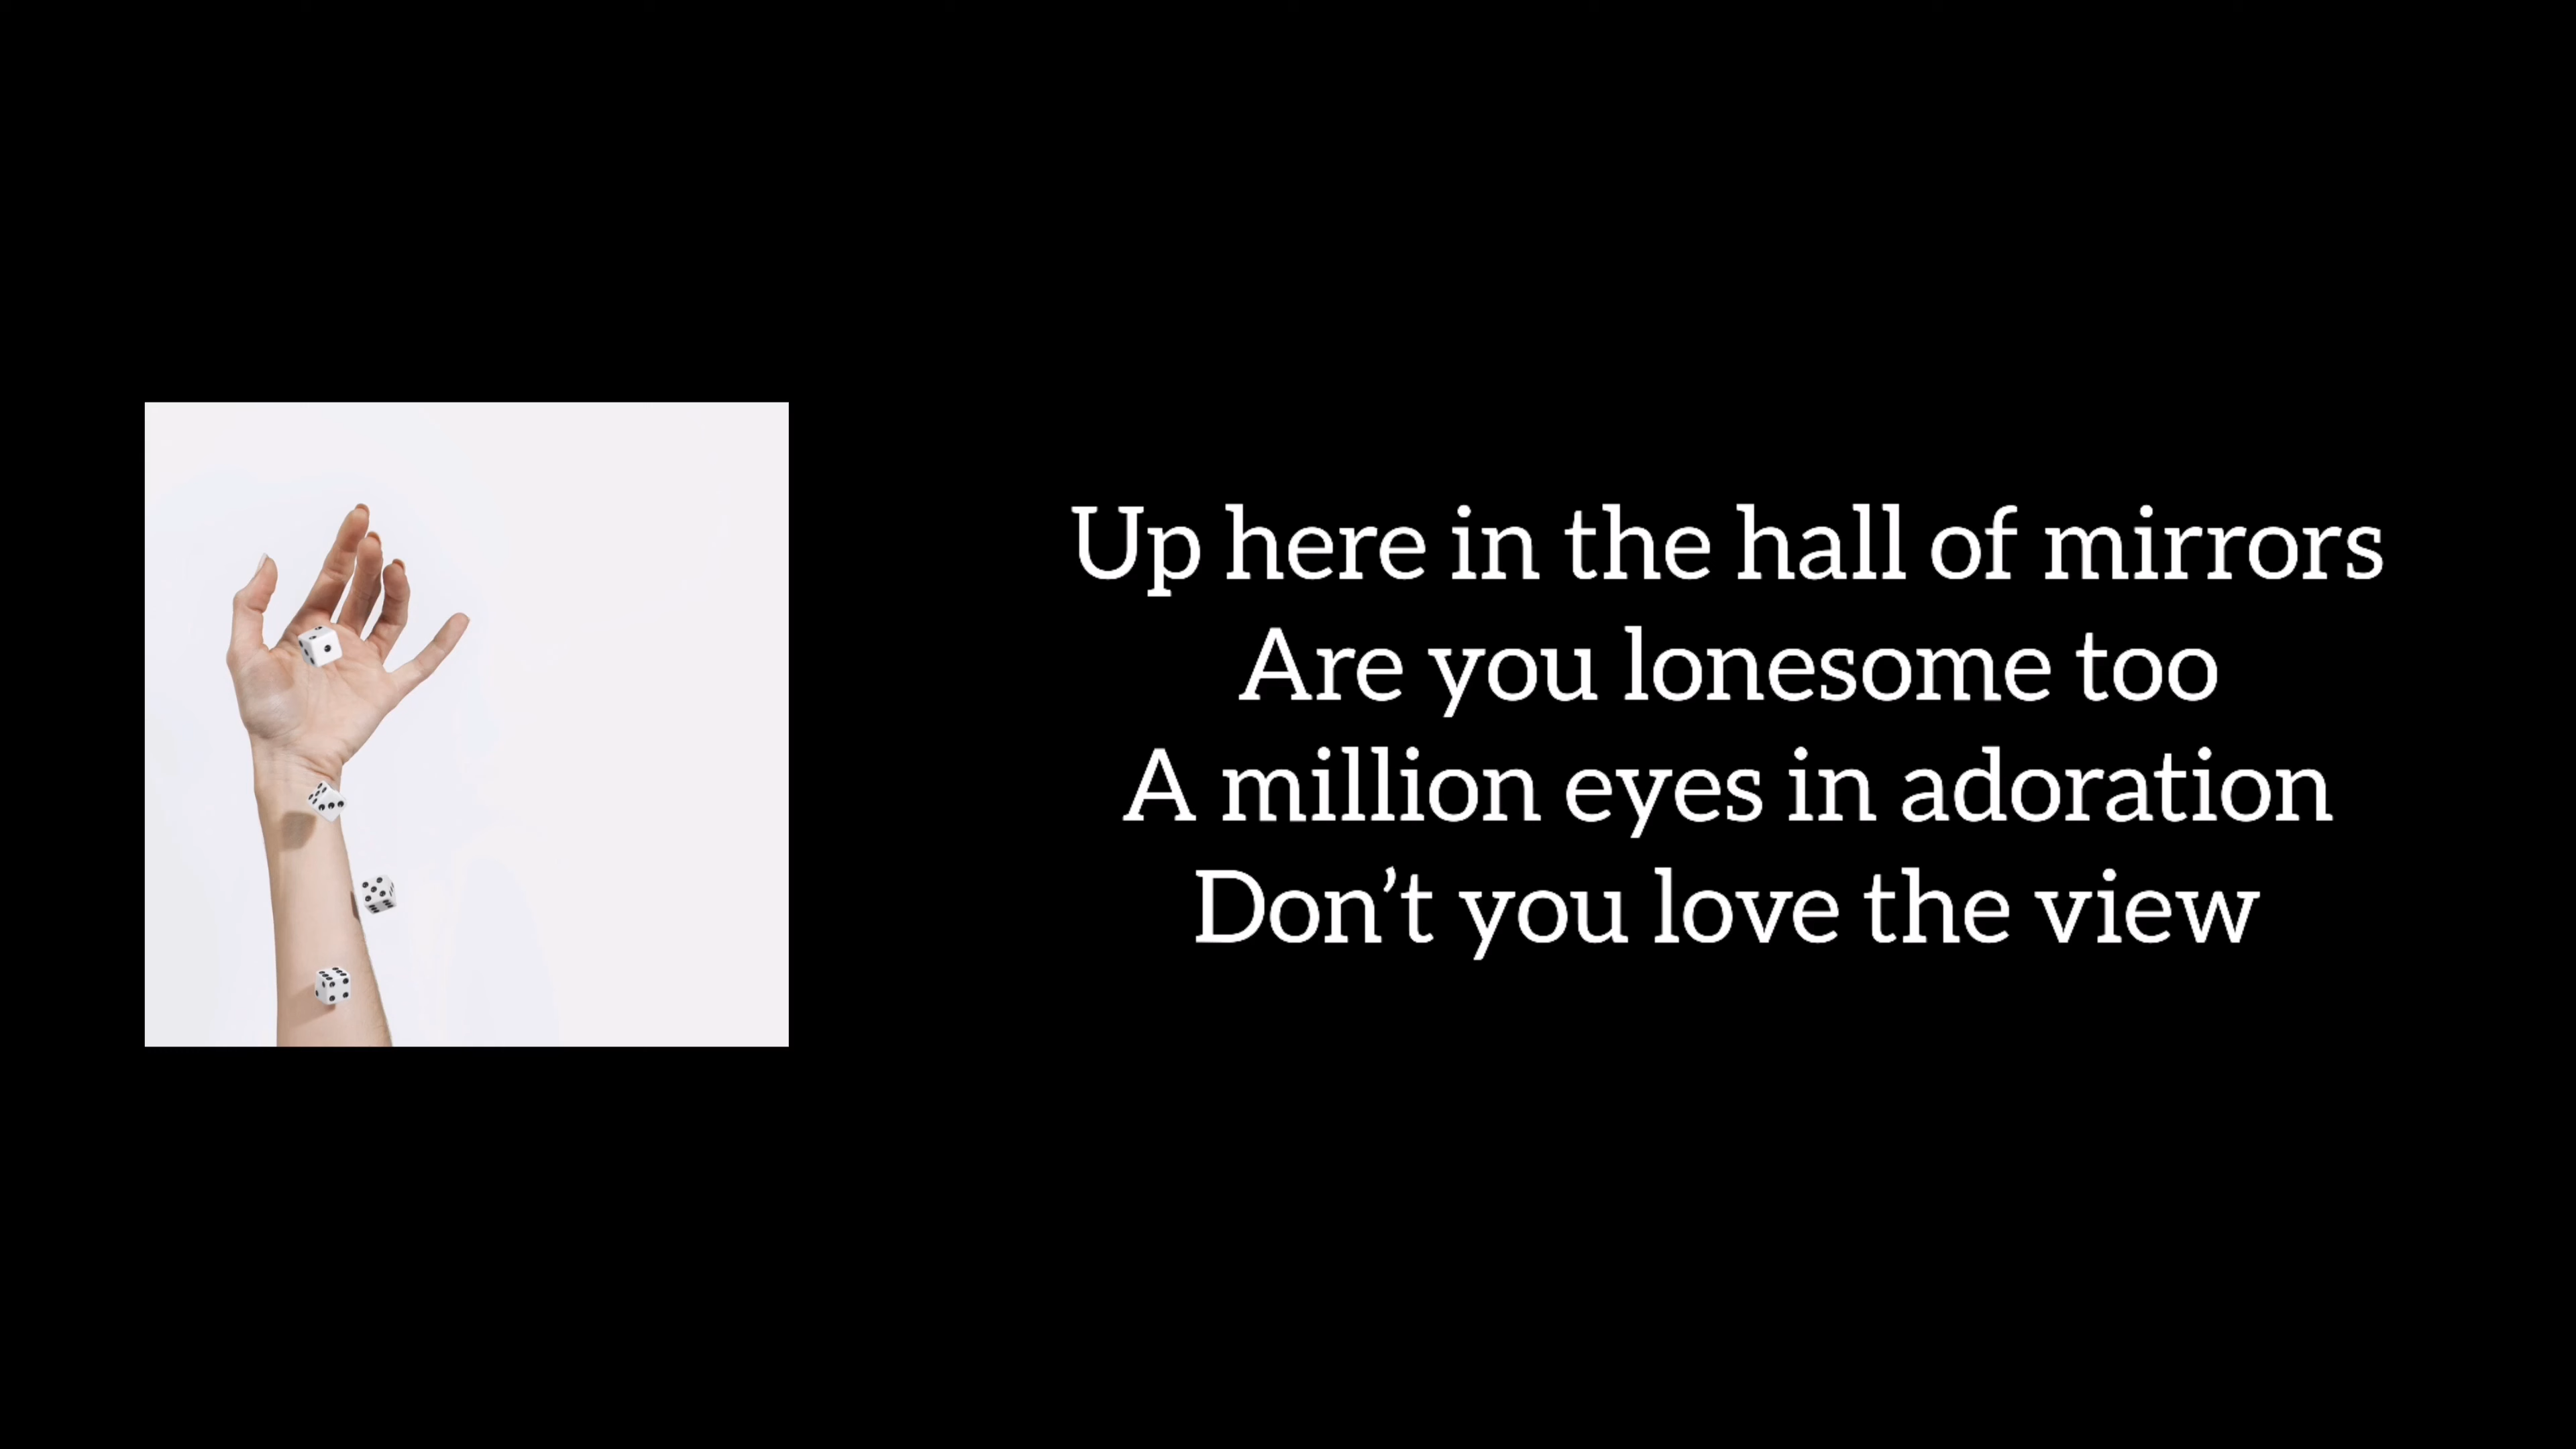 Up here in the hall of mirrors
Are you lonesome too
A million eyes in adoration
Don’t you love the view